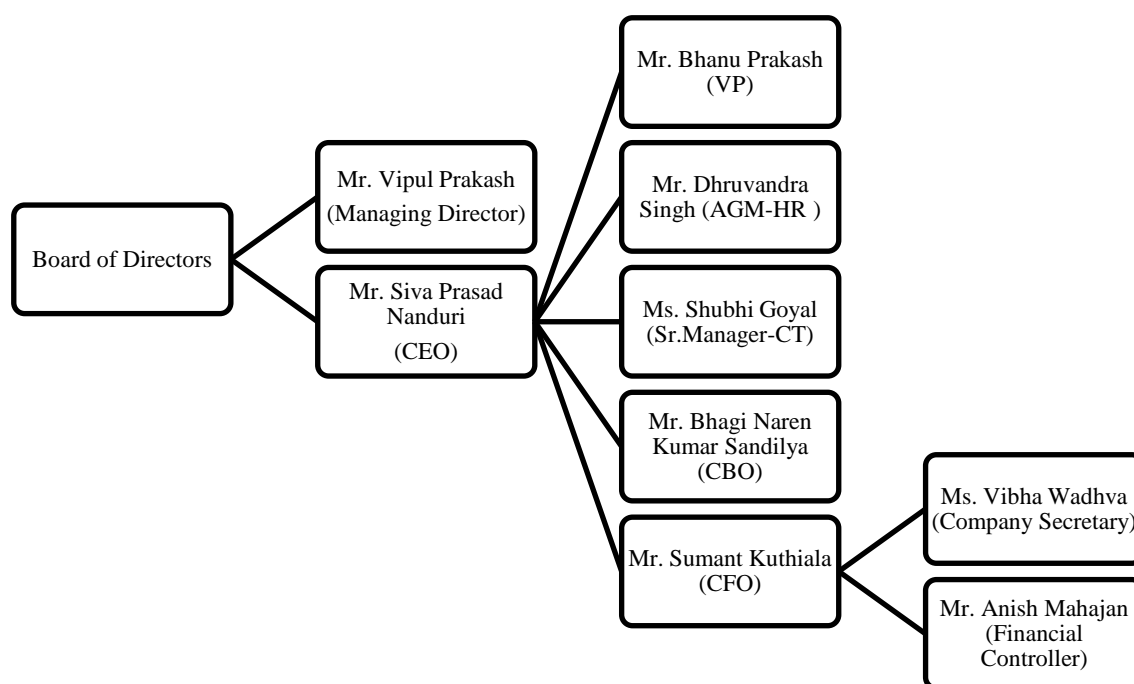 Board of Directors
Mr. Vipul Prakash
(Managing Director)
Mr. Siva Prasad
Nanduri
(CEO)
Mr. Bhanu Prakash
(VP)
Mr. Dhruvandra
Singh (AGM-HR )
Ms. Shubhi Goyal
(Sr.Manager-CT)
Mr. Bhagi Naren
Kumar Sandilya
(CBO)
Mr. Sumant Kuthiala
(CFO)
Ms. Vibha Wadhva
(Company Secretary)
Mr. Anish Mahajan
(Financial
Controller)